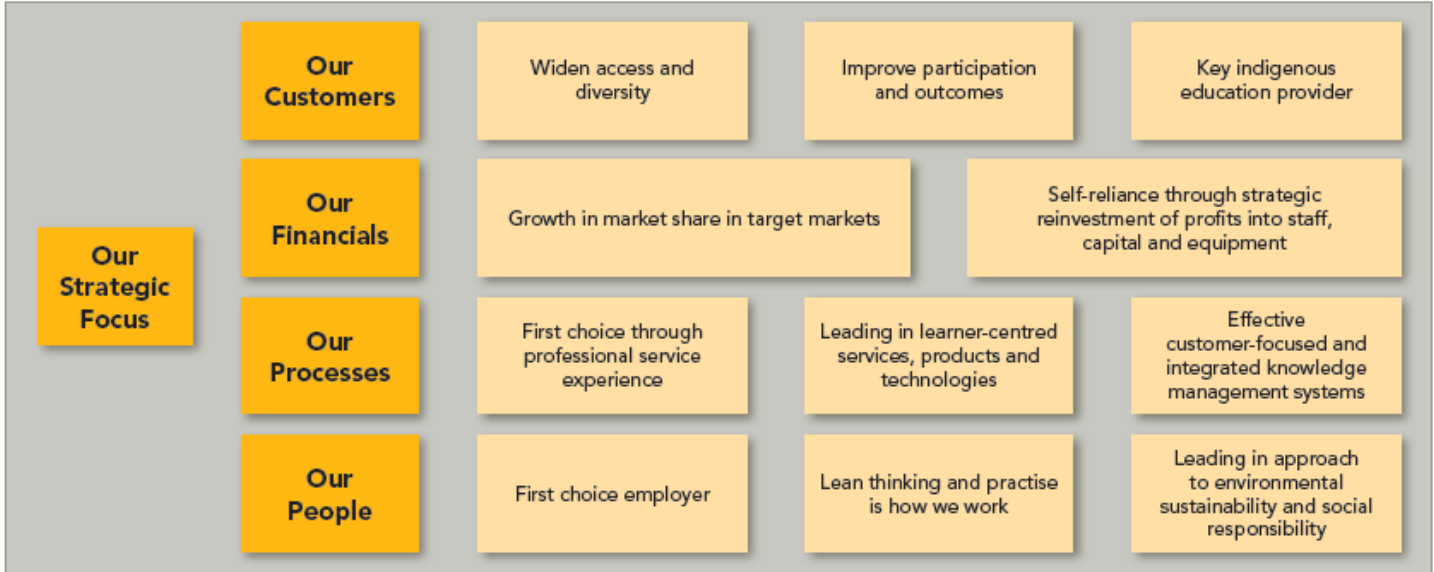 Our
Strategic
Focus
Our
Customers
Widen access and
diversity
Improve participation
and outcomes
Key indigenous
education provider
Our
Financials
Growth in market share in target markets
Self-reliance through strategic
reinvestment of profits into staff,
capital and equipment
Our
Processes
First choice through
professional service
experience
Leading in learner-centred
services, products and
technologies
Effective
customer-focused and
integrated knowledge
management systems
Our
People
First choice employer
Lean thinking and practise
is how we work
Leading in approach
to environmental
sustainability and social
responsibility